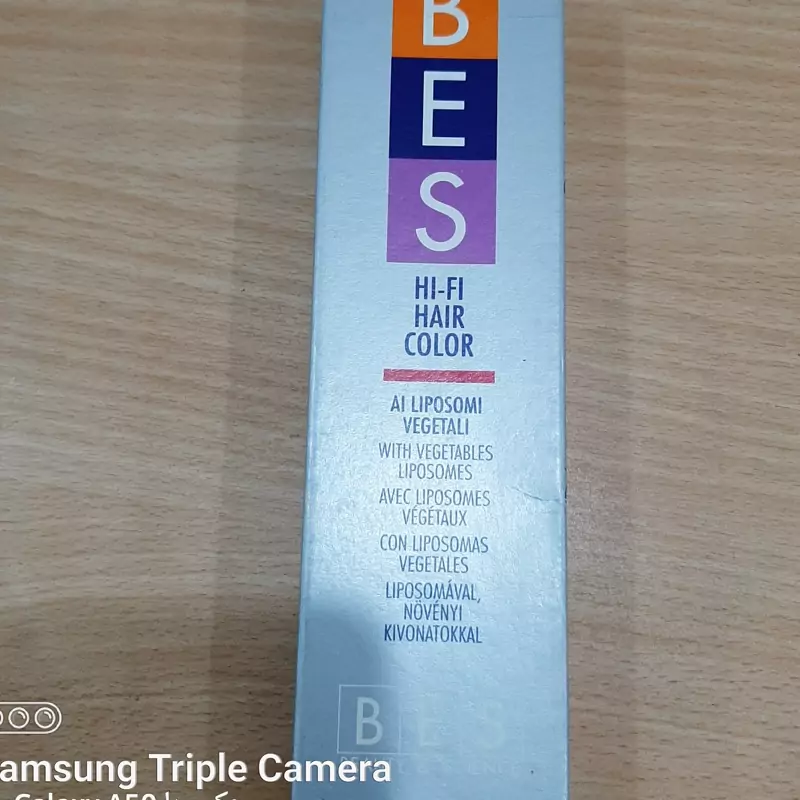 B
E
S
HI-FI
HAIR
COLOR
AI LIPOSOMI
VEGETALI
WITH VEGETABLES
LIPOSOMES
AVEC LIPOSOMES
VÉGÉTAUX
CON LIPOSOMAS
VEGETALES
LIPOSOMÁVAL,
NÖVÉNYI
KIVONATOKKAL
BES
amsung Triple Camera